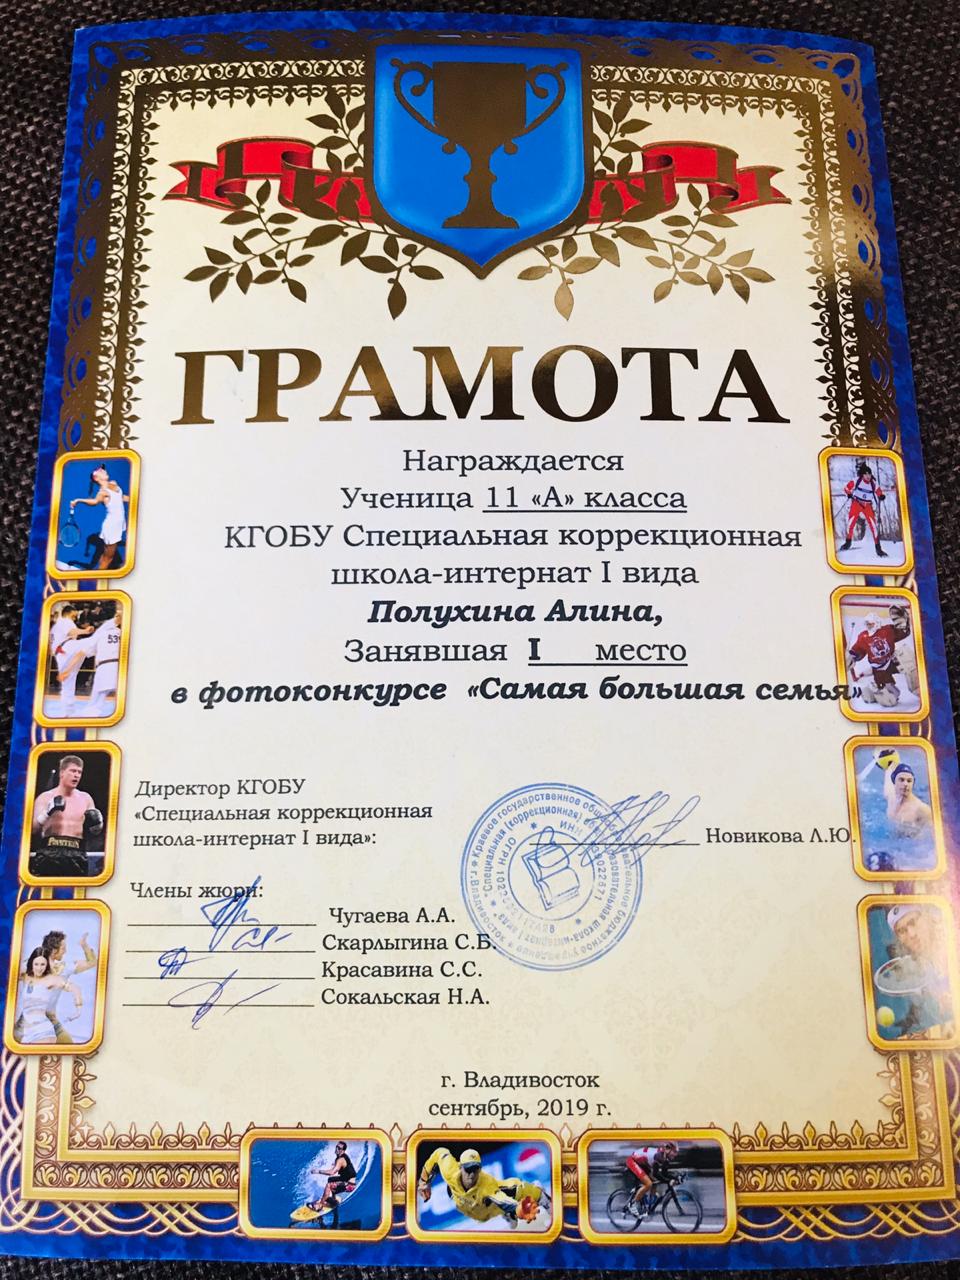 ГРАМОТА
Награждается
Ученица 11 «А» класса
КГОБУ Специальная коррекционная
школа-интернат I вида
Полухина Алина,
Занявшая I место
в фотоконкурсе «Самая большая семья»
Директор КГОБУ
«Специальная коррекционная
школа-интернат I вида»:
Новикова Л.Ю.
Члены жюри:
Чугаева А.А.
Скарлыгина С.В.
Красавина С.С.
Сокальская Н.А.
г. Владивосток
сентябрь, 2019 г.